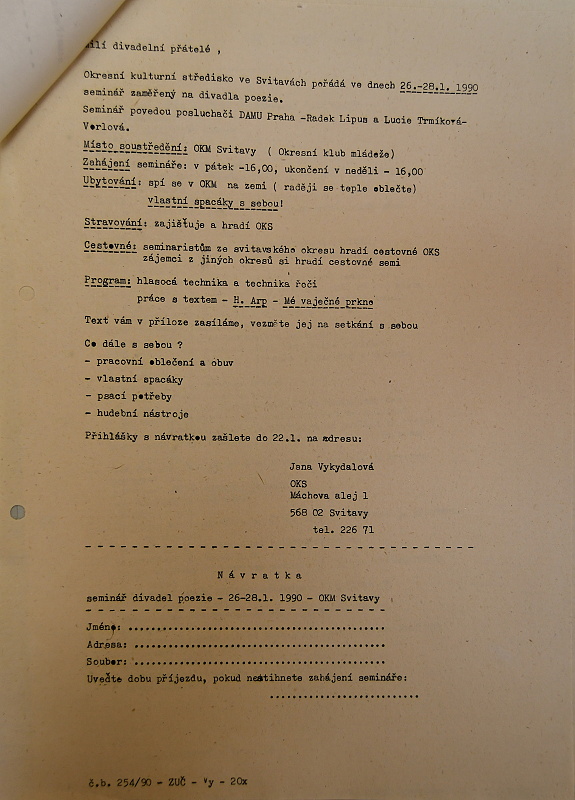 milí divadelní přátelé ,
Okresní kulturní středisko ve Svitavách pořádá ve dnech 26.-28.1. 1990
seminář zaměřený na divadla poezie.
Seminář povedou posluchači DAMU Praha -Radek Lipus a Lucie Trmíková-
Verlová.
Místo soustředění: OKM Svitavy ( Okresní klub mládeže)
Zahájení semináře: v pátek -16,00, ukončení v neděli - 16,00
Ubytování: spí se v OKM na zemi ( raději se teple oblečte)
vlastní spacáky s sebou!
Stravování: zajišťuje a hradí OKS
Cestovné: seminaristům ze svitavského okresu hradí cestovné OKS
zájemci z jiných okresů si hradí cestovné semi
Program: hlasocá technika a technika řoči
práce s textem - H. Arp - Mé vaječné prkno
Text vám v příloze zasíláme, vezměte jej na setkání s sebou
Co dále s sebou ?
- pracovní oblečení a obuv
- vlastní spacáky
- psací potřeby
- hudební nástroje
Přihlášky s návratkou zašlete do 22.1. na adresu:
Jana Vykydalová
OKS
Máchova alej 1
568 02 Svitavy
tel. 226 71
N á v r a t k a
seminář divadel poezie - 26-28.1. 1990 - OKM Svitavy
Jméno: ............................................
Adresa: ...........................................
Soubor: ...........................................
Uveďte dobu příjezdu, pokud nestihnete zahájení semináře:
.........................
č.b. 254/90 - ZUČ - Vy - 20x